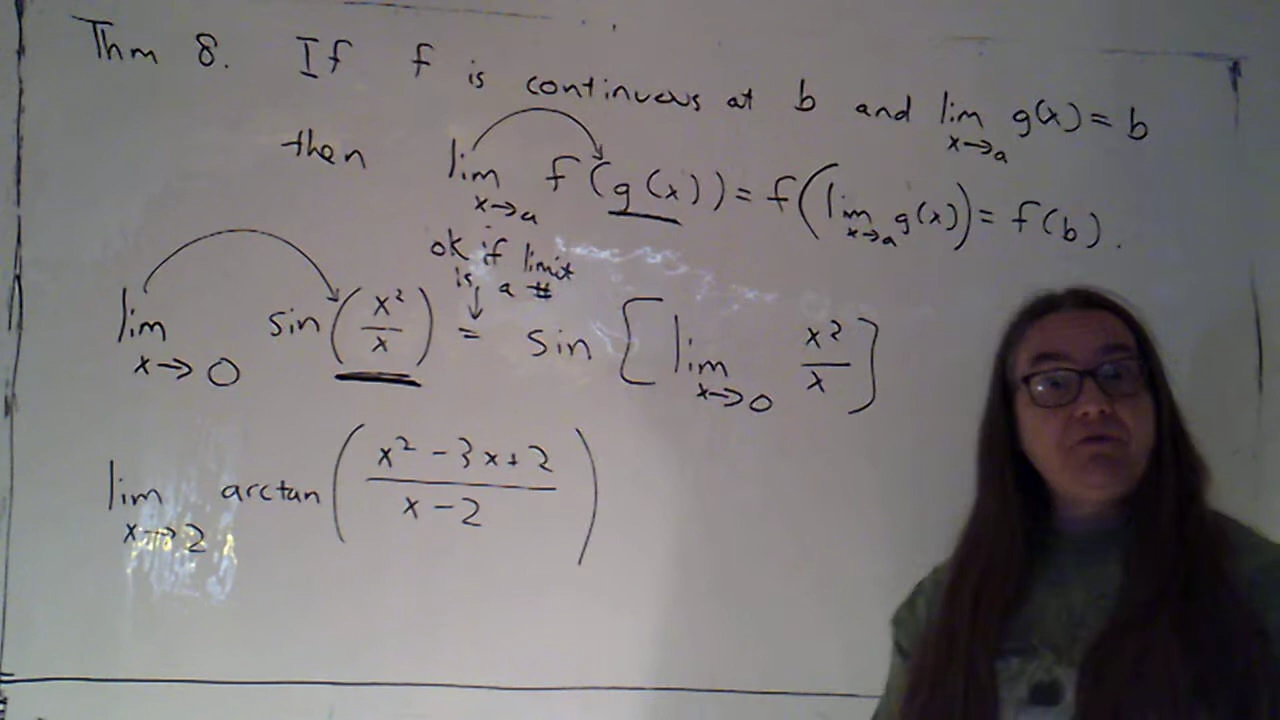 Thm 8. If f is continuous at b and lim x→a g(x) = b
then lim x→a f(g(x)) = f(lim x→a g(x)) = f(b).
ok if limit
is a #
lim x→0 sin(x²/x) = sin[lim x→0 x²/x]
lim x→2 arctan(x² - 3x + 2 / x - 2)